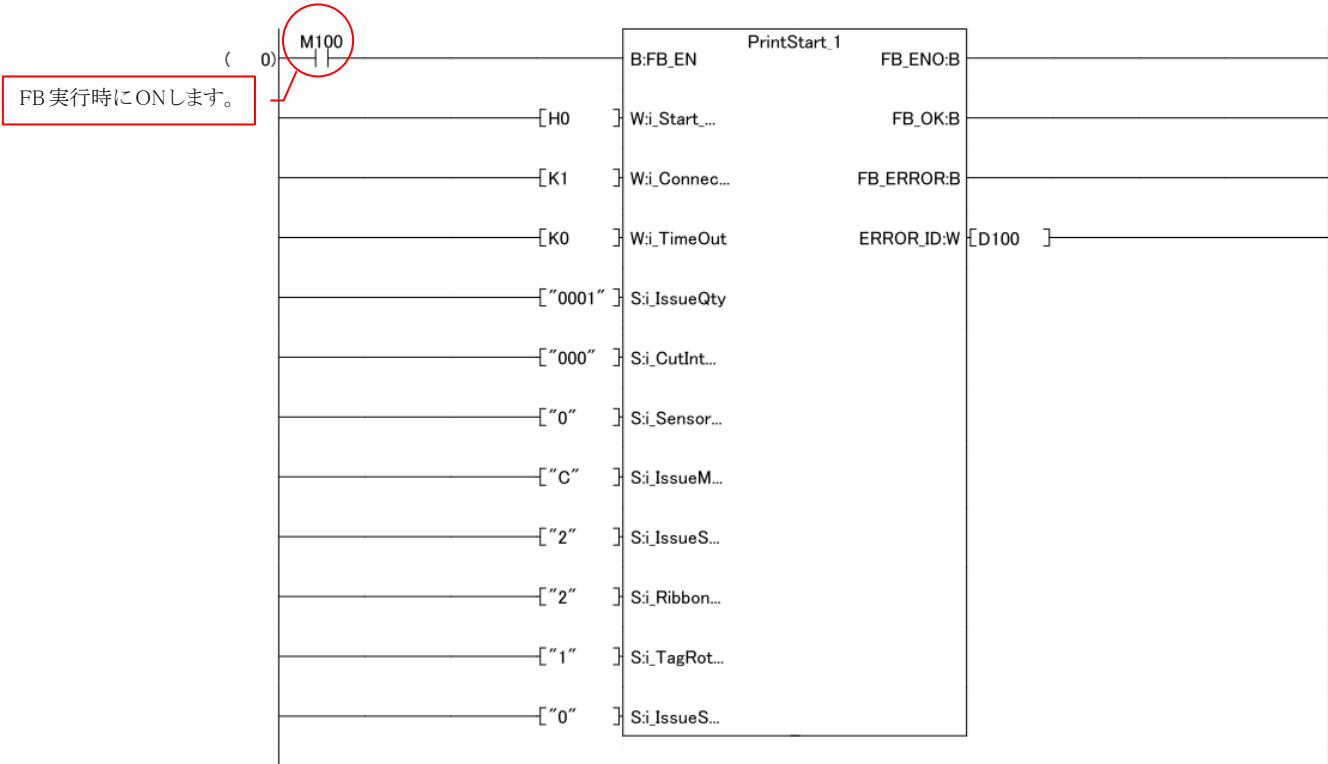 M100
PrintStart_1
( 0)
B:FB_EN FB_ENO:B
FB実行時にONします。
[H0 ] W:i_Start_... FB_OK:B
[K1 ] W:i_Connec... FB_ERROR:B
[K0 ] W:i_TimeOut ERROR_ID:W [D100 ]
["0001" ] S:i_IssueQty
["000" ] S:i_CutInt...
["0" ] S:i_Sensor...
["C" ] S:i_IssueM...
["2" ] S:i_IssueS...
["2" ] S:i_Ribbon...
["1" ] S:i_TagRot...
["0" ] S:i_IssueS...